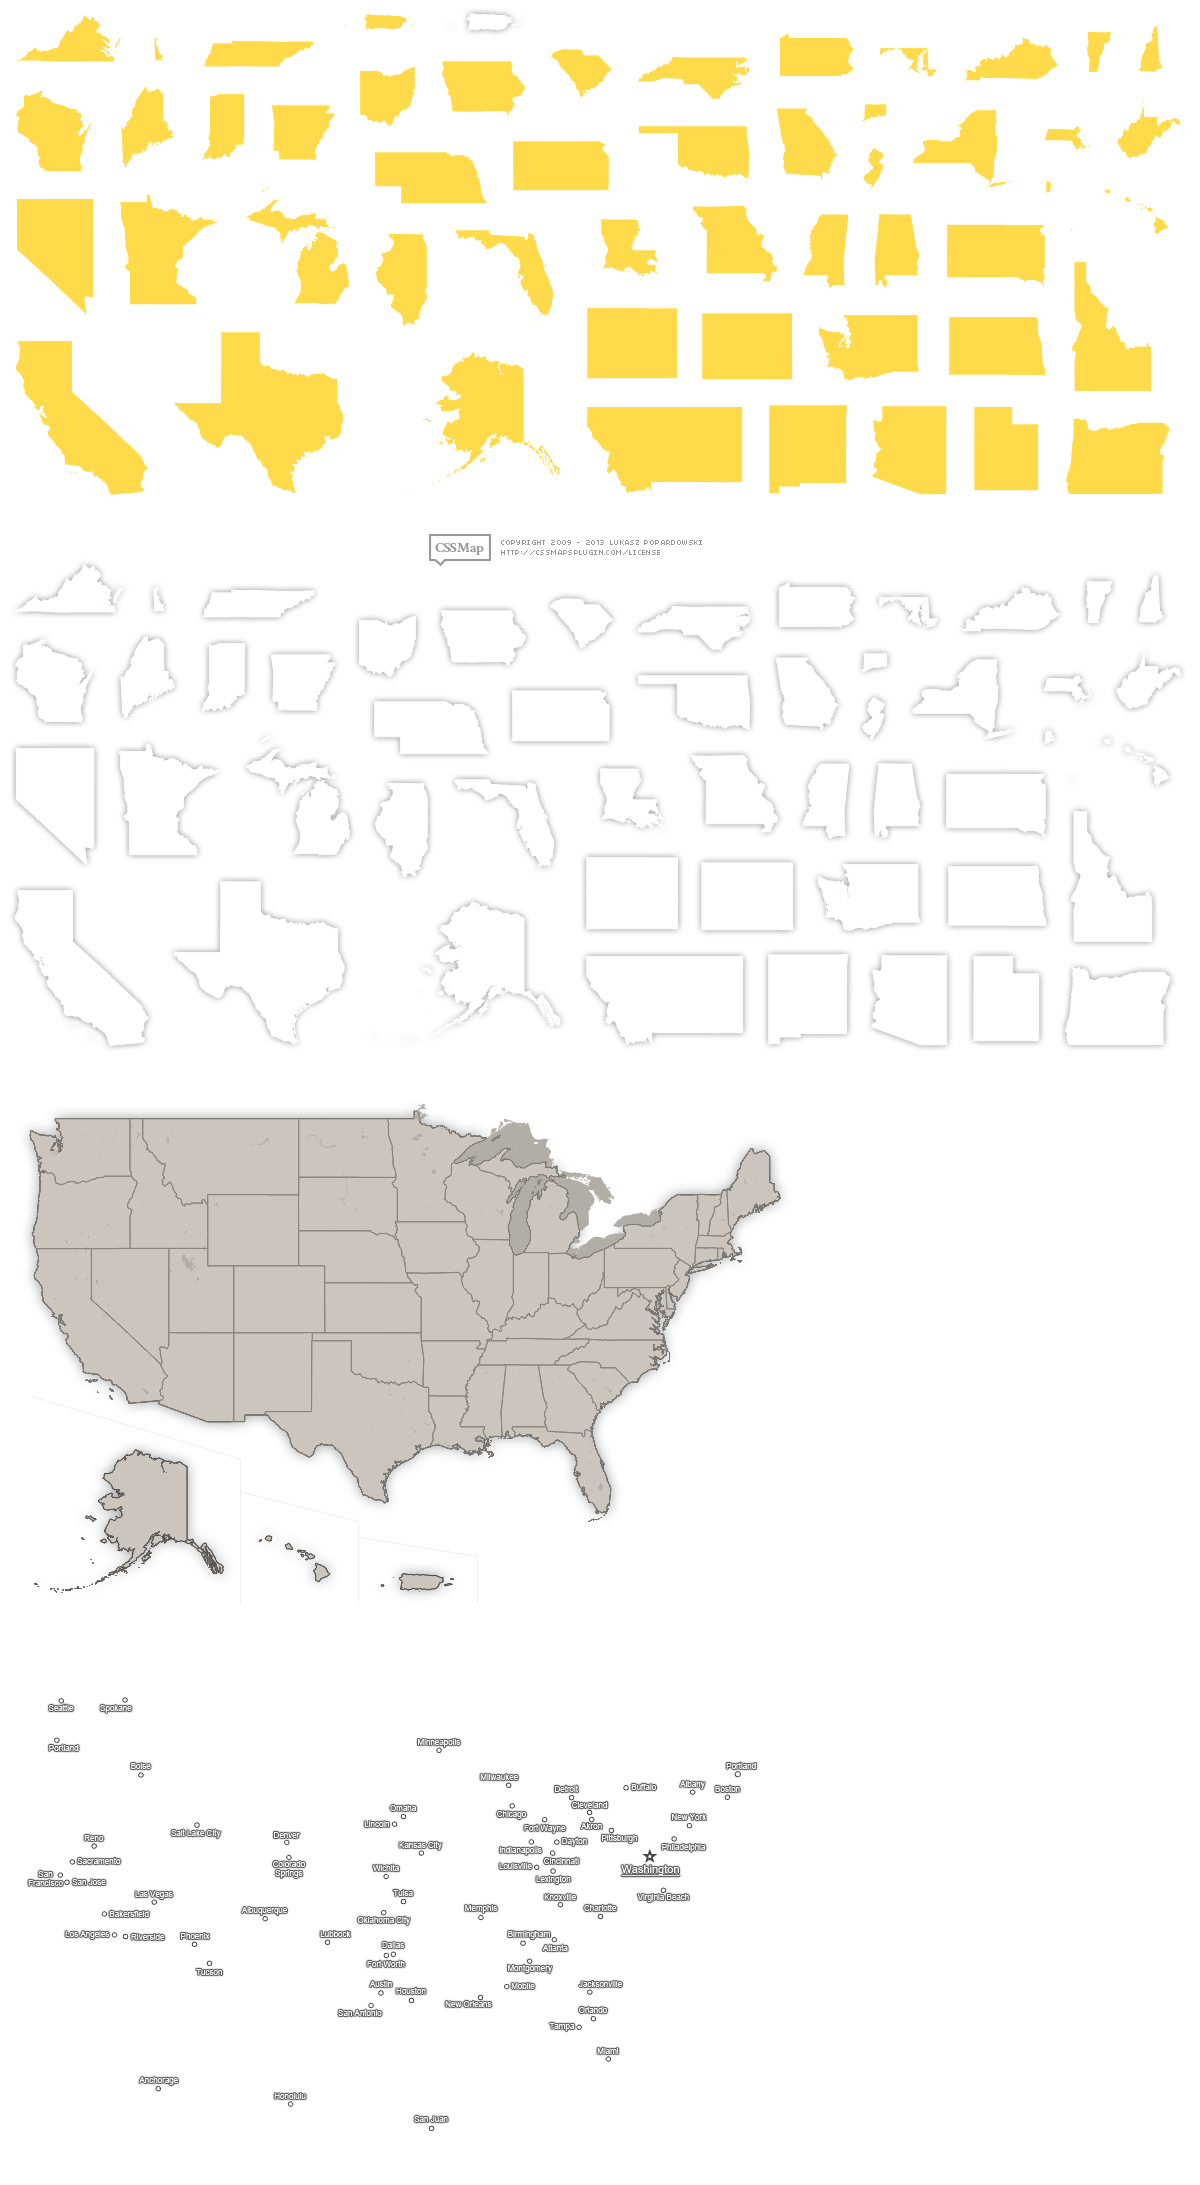 CSSMap
COPYRIGHT 2009 - 2013 LUKASZ POPARDOWSKI
HTTP://CSSMAPSPLUGIN.COM/LICENSE
Seattle
Spokane
Portland
Minneapolis
Boise
Portland
Milwaukee
Detroit
Buffalo
Albany
Boston
Omaha
Cleveland
Chicago
New York
Lincoln
Fort Wayne
Akron
Salt Lake City
Denver
Reno
Pittsburgh
Dayton
Kansas City
Philadelphia
Indianapolis
Sacramento
Colorado
Springs
Cincinnati
Louisville
Wichita
Washington
San
Francisco
San Jose
Lexington
Las Vegas
Tulsa
Knoxville
Virginia Beach
Albuquerque
Memphis
Charlotte
Bakersfield
Oklahoma City
Los Angeles
Riverside
Phoenix
Lubbock
Birmingham
Dallas
Atlanta
Fort Worth
Montgomery
Tucson
Austin
Houston
Mobile
Jacksonville
New Orleans
San Antonio
Orlando
Tampa
Miami
Anchorage
Honolulu
San Juan